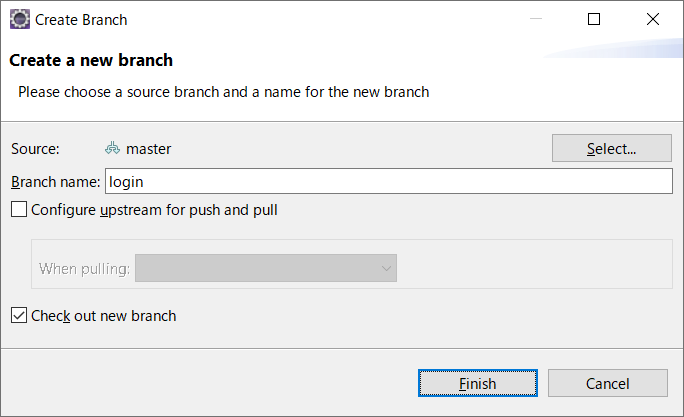 Create Branch
Create a new branch
Please choose a source branch and a name for the new branch
Source: master Select...
Branch name: login
Configure upstream for push and pull
When pulling:
Check out new branch
Finish Cancel